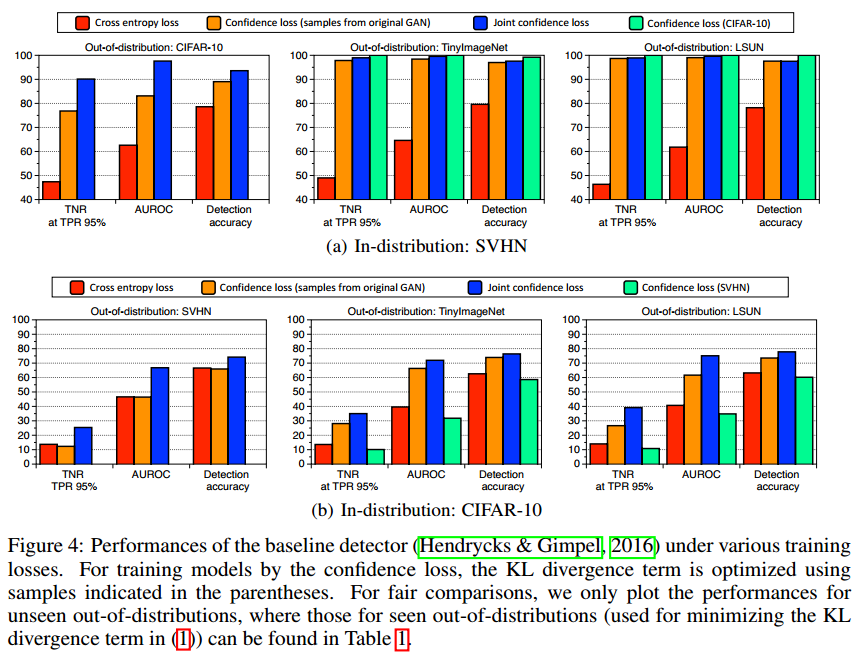 Cross entropy loss Confidence loss (samples from original GAN) Joint confidence loss Confidence loss (CIFAR-10)
Out-of-distribution: CIFAR-10
100
90
80
70
60
50
40
TNR
at TPR 95%
AUROC
Detection
accuracy
Out-of-distribution: TinyImageNet
100
90
80
70
60
50
40
TNR
at TPR 95%
AUROC
Detection
accuracy
Out-of-distribution: LSUN
100
90
80
70
60
50
40
TNR
at TPR 95%
AUROC
Detection
accuracy
(a) In-distribution: SVHN
Cross entropy loss Confidence loss (samples from original GAN) Joint confidence loss Confidence loss (SVHN)
Out-of-distribution: SVHN
100
90
80
70
60
50
40
30
20
10
0
TNR
TPR 95%
AUROC
Detection
accuracy
Out-of-distribution: TinyImageNet
100
90
80
70
60
50
40
30
20
10
0
TNR
at TPR 95%
AUROC
Detection
accuracy
Out-of-distribution: LSUN
100
90
80
70
60
50
40
30
20
10
0
TNR
at TPR 95%
AUROC
Detection
accuracy
(b) In-distribution: CIFAR-10
Figure 4: Performances of the baseline detector (Hendrycks & Gimpel, 2016) under various training
losses. For training models by the confidence loss, the KL divergence term is optimized using
samples indicated in the parentheses. For fair comparisons, we only plot the performances for
unseen out-of-distributions, where those for seen out-of-distributions (used for minimizing the KL
divergence term in (1)) can be found in Table 1.